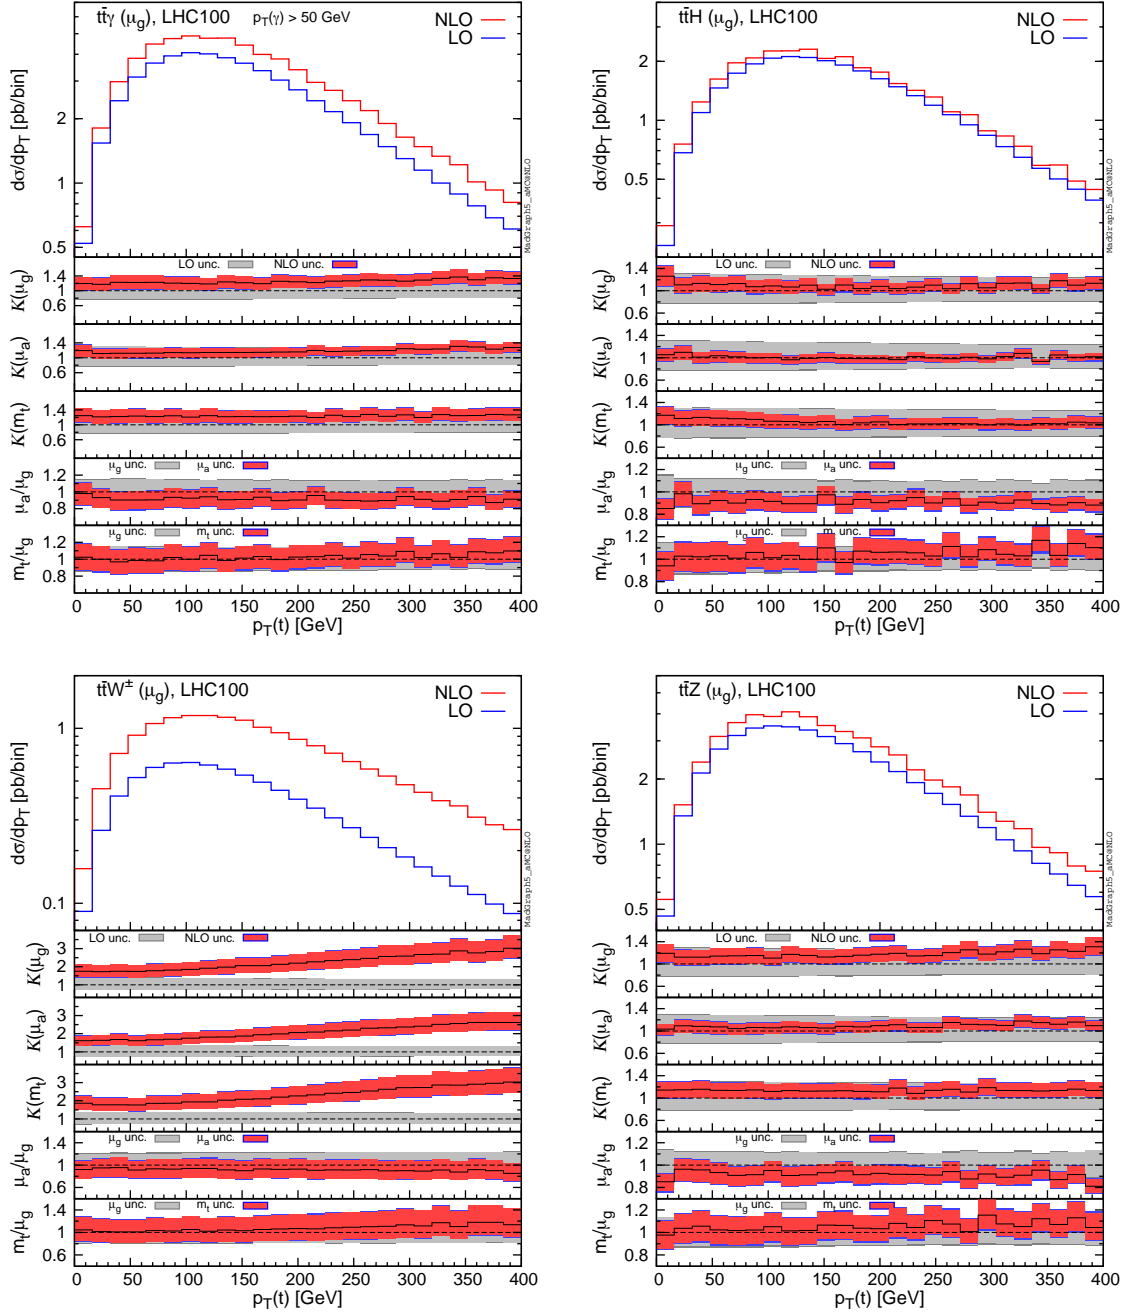 tt̄γ (μg), LHC100
pT(γ) > 50 GeV
NLO
LO
dσ/dpT [pb/bin]
2
1
0.5
MadGraph5_aMC@NLO
LO unc.
NLO unc.
K(μg)
1.4
1
0.6
K(μa)
1.4
1
0.6
K(mt)
1.4
1
0.6
μg unc.
μa unc.
μa/μg
1.2
1
0.8
μg unc.
mt unc.
mt/μg
1.2
1
0.8
0 50 100 150 200 250 300 350 400
pT(t) [GeV]
tt̄H (μg), LHC100
NLO
LO
dσ/dpT [pb/bin]
2
1
0.5
MadGraph5_aMC@NLO
LO unc.
NLO unc.
K(μg)
1.4
1
0.6
K(μa)
1.4
1
0.6
K(mt)
1.4
1
0.6
μg unc.
μa unc.
μa/μg
1.2
1
0.8
μg unc.
unc.
mt/μg
1.2
1
0.8
0 50 100 150 200 250 300 350 400
pT(t) [GeV]
tt̄W± (μg), LHC100
NLO
LO
dσ/dpT [pb/bin]
1
0.1
MadGraph5_aMC@NLO
LO unc.
NLO unc.
K(μg)
3
2
1
K(μa)
3
2
1
K(mt)
3
2
1
μg unc.
μa unc.
μa/μg
1.4
1
0.6
μg unc.
mt unc.
mt/μg
1.4
1
0.6
0 50 100 150 200 250 300 350 400
pT(t) [GeV]
tt̄Z (μg), LHC100
NLO
LO
dσ/dpT [pb/bin]
2
1
0.5
MadGraph5_aMC@NLO
LO unc.
NLO unc.
K(μg)
1.4
1
0.6
K(μa)
1.4
1
0.6
K(mt)
1.4
1
0.6
μg unc.
μa unc.
μa/μg
1.2
1
0.8
μg unc.
mt unc.
mt/μg
1.2
1
0.8
0 50 100 150 200 250 300 350 400
pT(t) [GeV]